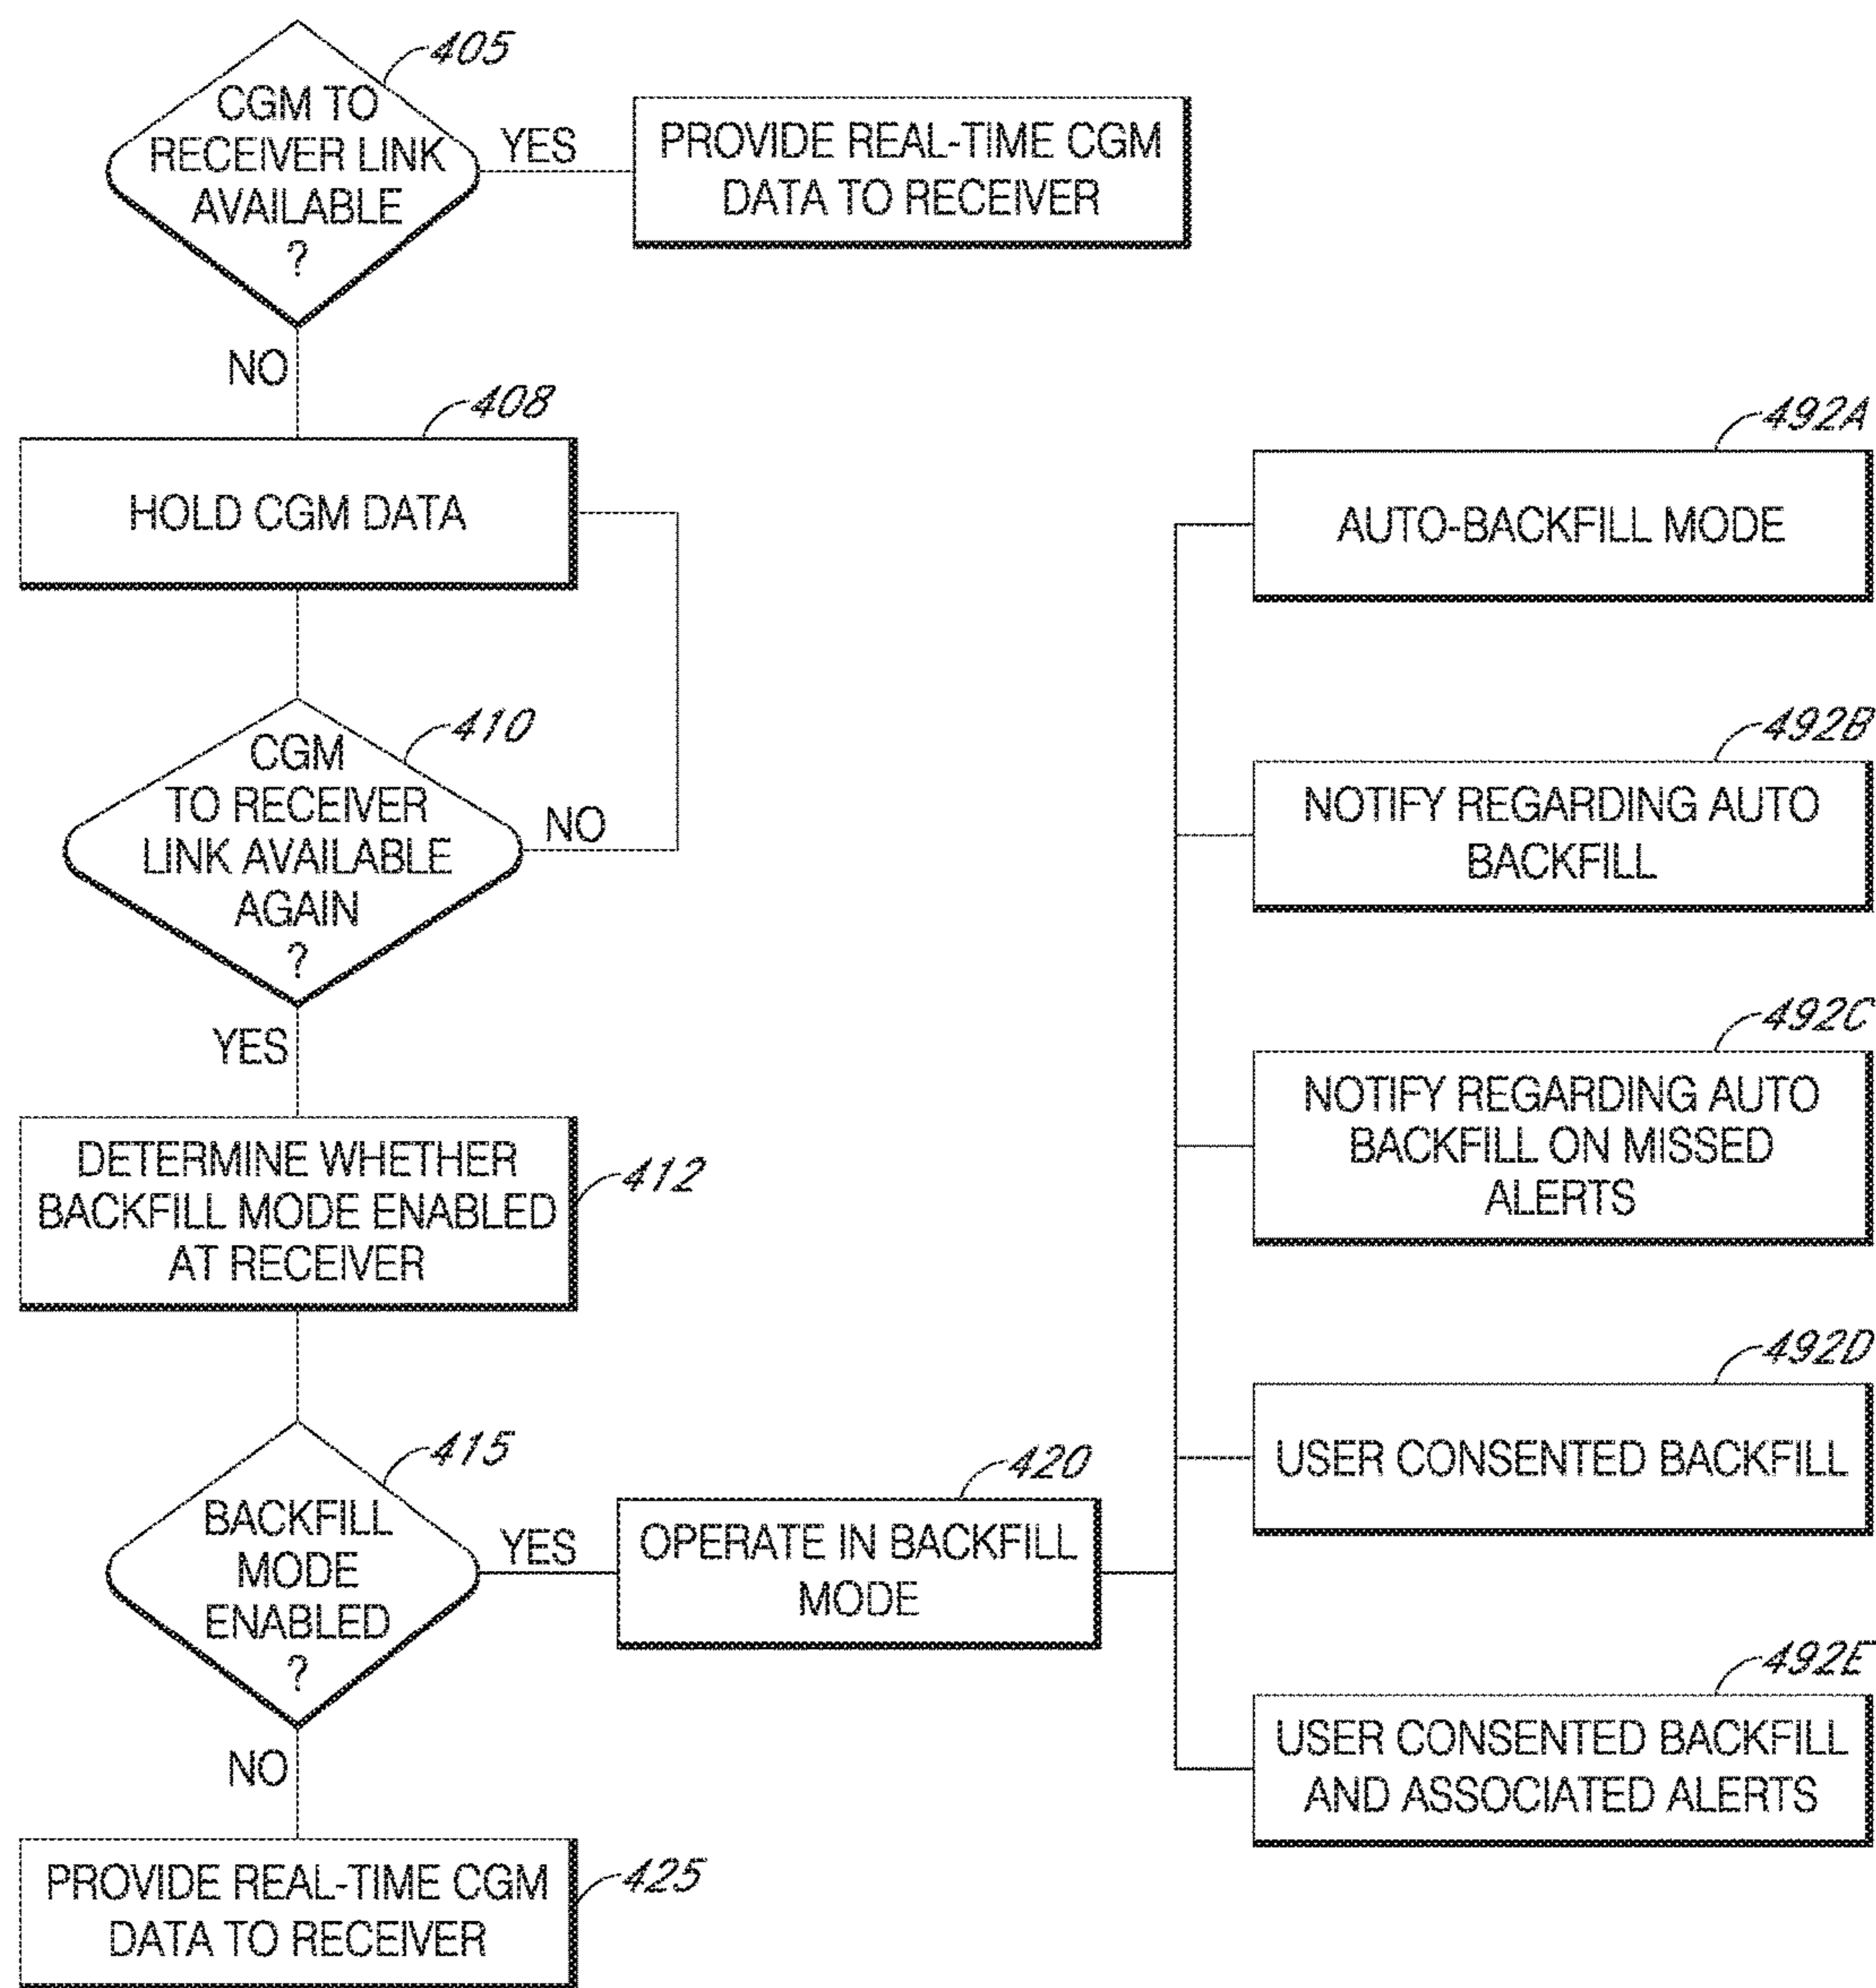 405
CGM TO
RECEIVER LINK
AVAILABLE
?
YES
PROVIDE REAL-TIME CGM
DATA TO RECEIVER
NO
408
HOLD CGM DATA
410
CGM
TO RECEIVER
LINK AVAILABLE
AGAIN
?
NO
YES
DETERMINE WHETHER
BACKFILL MODE ENABLED
AT RECEIVER
412
415
BACKFILL
MODE
ENABLED
?
YES
420
OPERATE IN BACKFILL
MODE
NO
PROVIDE REAL-TIME CGM
DATA TO RECEIVER
425
492A
AUTO-BACKFILL MODE
492B
NOTIFY REGARDING AUTO
BACKFILL
492C
NOTIFY REGARDING AUTO
BACKFILL ON MISSED
ALERTS
492D
USER CONSENTED BACKFILL
492E
USER CONSENTED BACKFILL
AND ASSOCIATED ALERTS